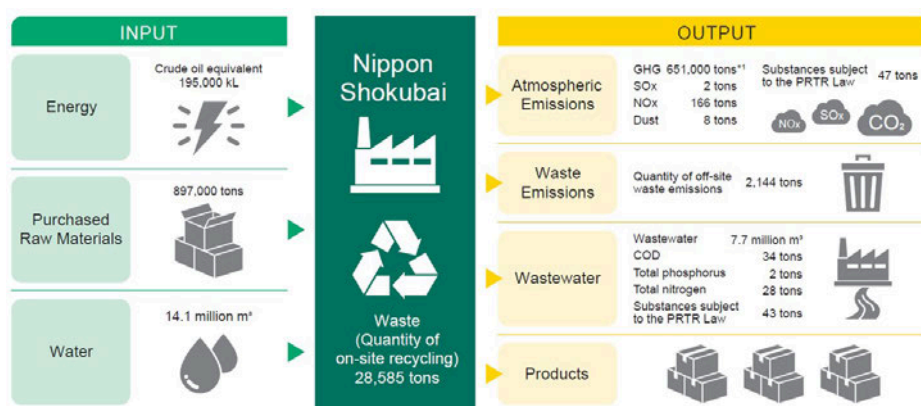 INPUT
Energy
Crude oil equivalent
195,000 kL
Purchased
Raw Materials
897,000 tons
Water
14.1 million m³
Nippon
Shokubai
Waste
(Quantity of
on-site recycling)
28,585 tons
OUTPUT
Atmospheric
Emissions
GHG 651,000 tons*¹
SOx 2 tons
NOx 166 tons
Dust 8 tons
Substances subject
to the PRTR Law 47 tons
NOx
SOx
CO₂
Waste
Emissions
Quantity of off-site
waste emissions 2,144 tons
Wastewater
Wastewater 7.7 million m³
COD 34 tons
Total phosphorus 2 tons
Total nitrogen 28 tons
Substances subject
to the PRTR Law 43 tons
Products